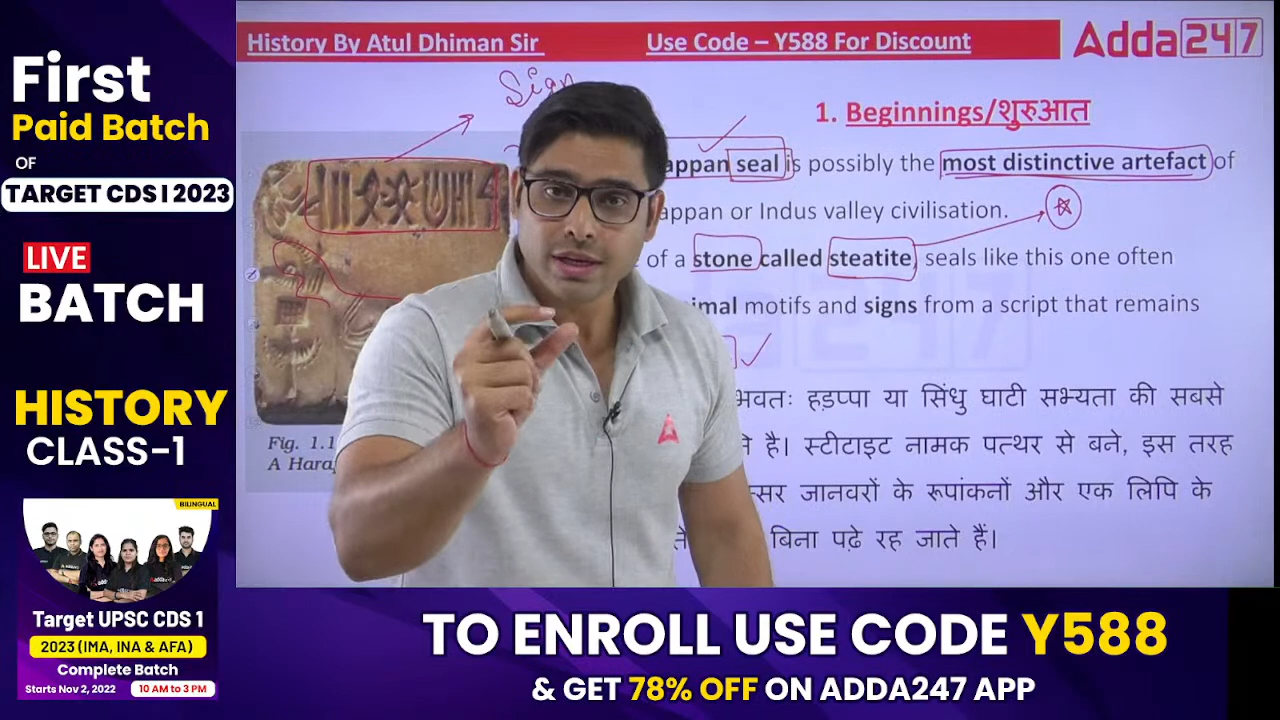 First
Paid Batch
OF
TARGET CDS I 2023
LIVE
BATCH
HISTORY
CLASS-1
BILINGUAL
Target UPSC CDS 1
2023 (IMA, INA & AFA)
Complete Batch
Starts Nov 2, 2022 10 AM to 3 PM
History By Atul Dhiman Sir Use Code – Y588 For Discount
Adda247
Sign
1. Beginnings/शुरुआत
appan seal is possibly the most distinctive artefact of
appan or Indus valley civilisation.
of a stone called steatite, seals like this one often
imal motifs and signs from a script that remains
भवतः हड़प्पा या सिंधु घाटी सभ्यता की सबसे
है। स्टीटाइट नामक पत्थर से बने, इस तरह
सर जानवरों के रूपांकनों और एक लिपि के
बिना पढ़े रह जाते हैं।
Fig. 1.1
A Hara
TO ENROLL USE CODE Y588
& GET 78% OFF ON ADDA247 APP